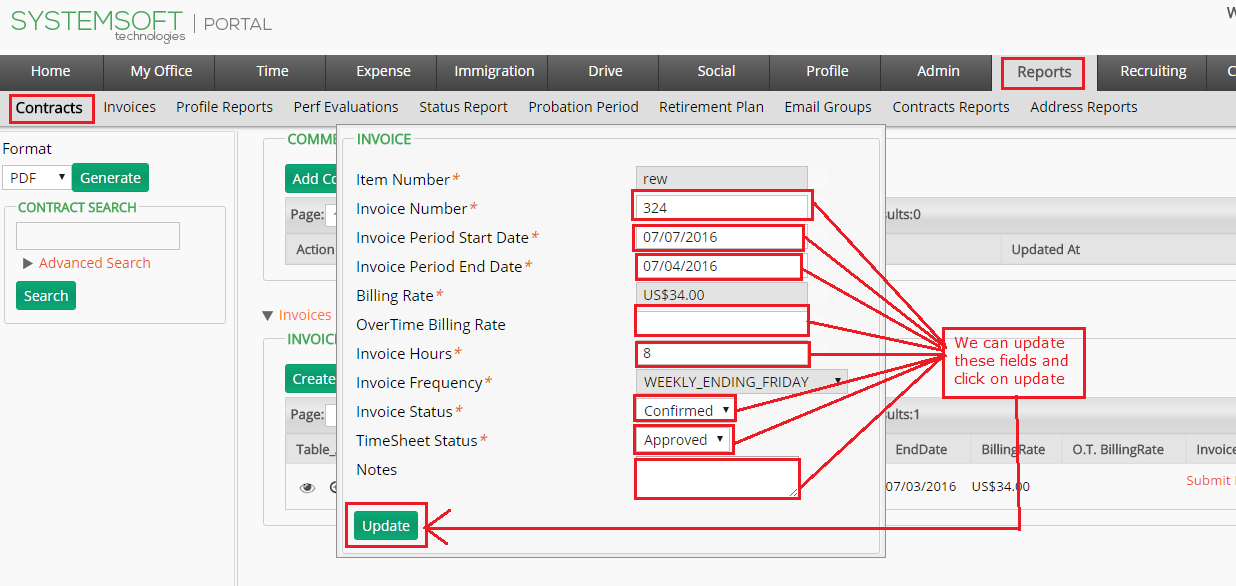 SYSTEMSOFT
technologies
PORTAL
W
Home My Office Time Expense Immigration Drive Social Profile Admin Reports Recruiting C
Contracts Invoices Profile Reports Perf Evaluations Status Report Probation Period Retirement Plan Email Groups Contracts Reports Address Reports
Format
PDF Generate
CONTRACT SEARCH
Advanced Search
Search
COMME
Add Co
Page: sults:0
Action Updated At
Invoices
INVOIC
Create
Page: sults:1
Table_ EndDate BillingRate O.T. BillingRate Invoice
07/03/2016 US$34.00 Submit
INVOICE
Item Number* rew
Invoice Number* 324
Invoice Period Start Date* 07/07/2016
Invoice Period End Date* 07/04/2016
Billing Rate* US$34.00
OverTime Billing Rate
Invoice Hours* 8
Invoice Frequency* WEEKLY_ENDING_FRIDAY
Invoice Status* Confirmed
TimeSheet Status* Approved
Notes
Update
We can update
these fields and
click on update